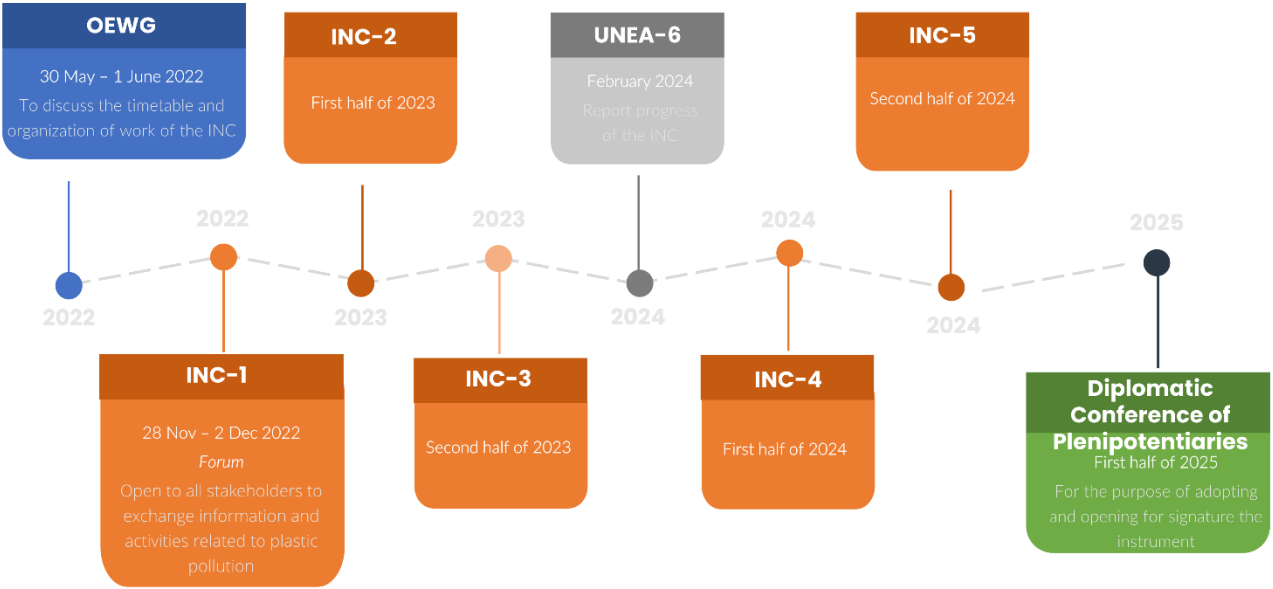 OEWG
30 May – 1 June 2022
To discuss the timetable and
organization of work of the INC
INC-2
First half of 2023
UNEA-6
February 2024
Report progress
of the INC
INC-5
Second half of 2024
2022
2022
2023
2023
2024
2024
2024
2025
INC-1
28 Nov – 2 Dec 2022
Forum
Open to all stakeholders to
exchange information and
activities related to plastic
pollution
INC-3
Second half of 2023
INC-4
First half of 2024
Diplomatic
Conference of
Plenipotentiaries
First half of 2025
For the purpose of adopting
and opening for signature the
instrument